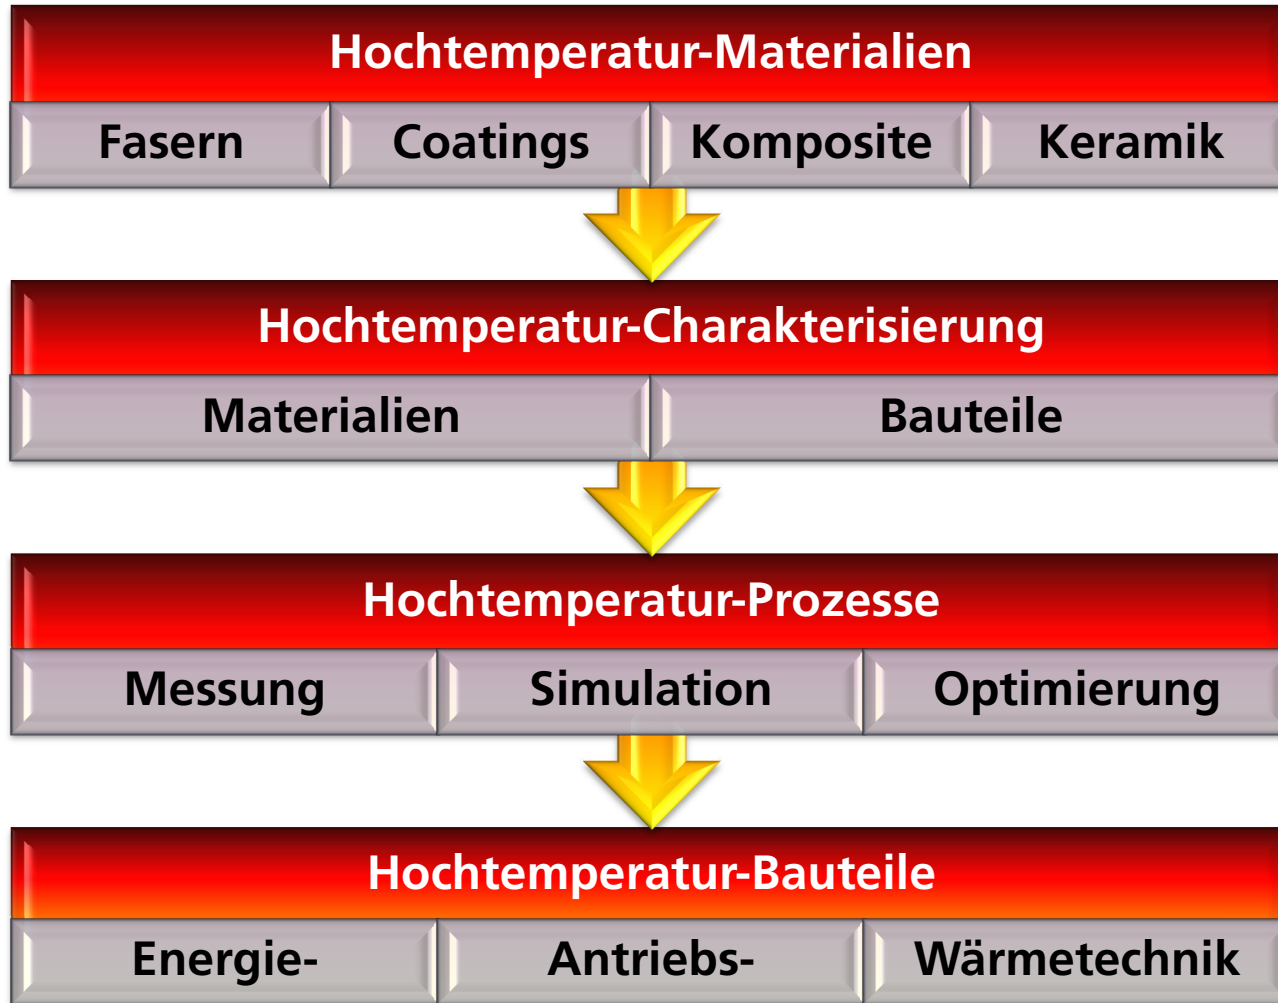 Hochtemperatur-Materialien
Fasern Coatings Komposite Keramik
Hochtemperatur-Charakterisierung
Materialien Bauteile
Hochtemperatur-Prozesse
Messung Simulation Optimierung
Hochtemperatur-Bauteile
Energie- Antriebs- Wärmetechnik